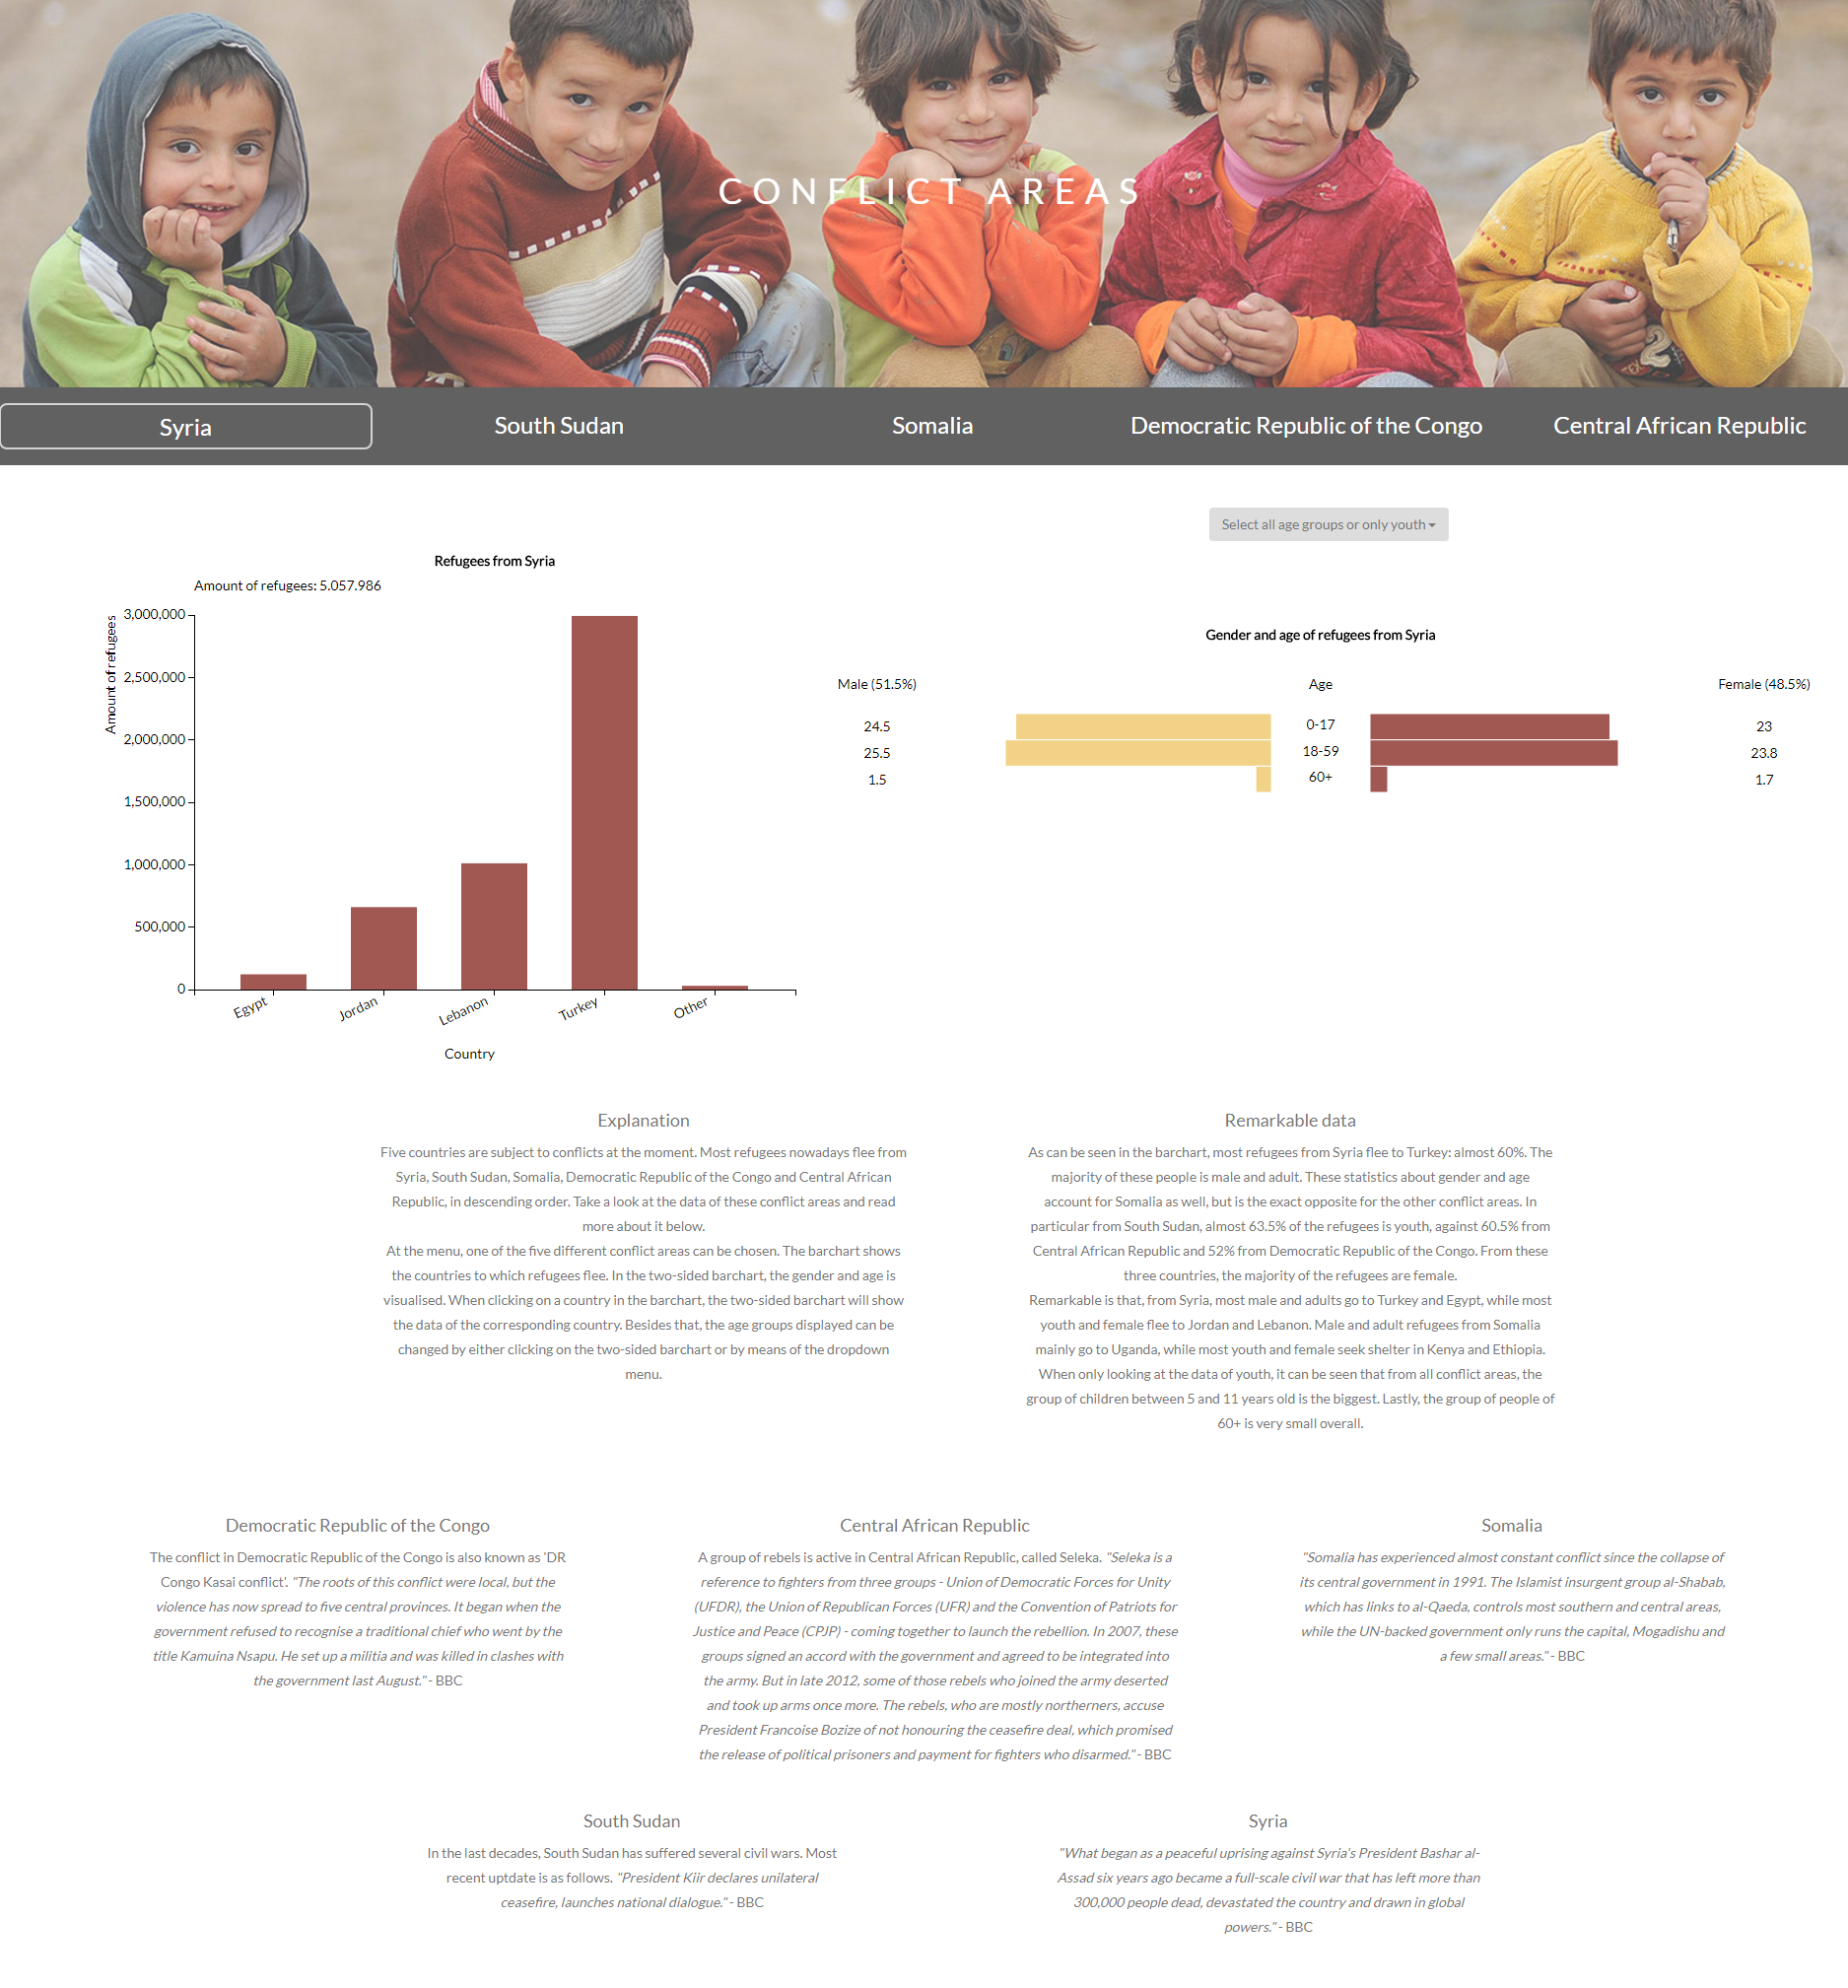 CONFLICT AREAS
Syria
South Sudan
Somalia
Democratic Republic of the Congo
Central African Republic
Select all age groups or only youth
Refugees from Syria
Amount of refugees: 5.057.986
Amount of refugees
3,000,000
2,500,000
2,000,000
1,500,000
1,000,000
500,000
0
Egypt
Jordan
Lebanon
Turkey
Other
Country
Gender and age of refugees from Syria
Male (51.5%) Age Female (48.5%)
24.5 0-17 23
25.5 18-59 23.8
1.5 60+ 1.7
Explanation
Five countries are subject to conflicts at the moment. Most refugees nowadays flee from
Syria, South Sudan, Somalia, Democratic Republic of the Congo and Central African
Republic, in descending order. Take a look at the data of these conflict areas and read
more about it below.
At the menu, one of the five different conflict areas can be chosen. The barchart shows
the countries to which refugees flee. In the two-sided barchart, the gender and age is
visualised. When clicking on a country in the barchart, the two-sided barchart will show
the data of the corresponding country. Besides that, the age groups displayed can be
changed by either clicking on the two-sided barchart or by means of the dropdown
menu.
Remarkable data
As can be seen in the barchart, most refugees from Syria flee to Turkey: almost 60%. The
majority of these people is male and adult. These statistics about gender and age
account for Somalia as well, but is the exact opposite for the other conflict areas. In
particular from South Sudan, almost 63.5% of the refugees is youth, against 60.5% from
Central African Republic and 52% from Democratic Republic of the Congo. From these
three countries, the majority of the refugees are female.
Remarkable is that, from Syria, most male and adults go to Turkey and Egypt, while most
youth and female flee to Jordan and Lebanon. Male and adult refugees from Somalia
mainly go to Uganda, while most youth and female seek shelter in Kenya and Ethiopia.
When only looking at the data of youth, it can be seen that from all conflict areas, the
group of children between 5 and 11 years old is the biggest. Lastly, the group of people of
60+ is very small overall.
Democratic Republic of the Congo
The conflict in Democratic Republic of the Congo is also known as 'DR
Congo Kasai conflict'. "The roots of this conflict were local, but the
violence has now spread to five central provinces. It began when the
government refused to recognise a traditional chief who went by the
title Kamuina Nsapu. He set up a militia and was killed in clashes with
the government last August." - BBC
Central African Republic
A group of rebels is active in Central African Republic, called Seleka. "Seleka is a
reference to fighters from three groups - Union of Democratic Forces for Unity
(UFDR), the Union of Republican Forces (UFR) and the Convention of Patriots for
Justice and Peace (CPJP) - coming together to launch the rebellion. In 2007, these
groups signed an accord with the government and agreed to be integrated into
the army. But in late 2012, some of those rebels who joined the army deserted
and took up arms once more. The rebels, who are mostly northerners, accuse
President Francoise Bozize of not honouring the ceasefire deal, which promised
the release of political prisoners and payment for fighters who disarmed." - BBC
Somalia
"Somalia has experienced almost constant conflict since the collapse of
its central government in 1991. The Islamist insurgent group al-Shabab,
which has links to al-Qaeda, controls most southern and central areas,
while the UN-backed government only runs the capital, Mogadishu and
a few small areas." - BBC
South Sudan
In the last decades, South Sudan has suffered several civil wars. Most
recent uptdate is as follows. "President Kiir declares unilateral
ceasefire, launches national dialogue." - BBC
Syria
"What began as a peaceful uprising against Syria's President Bashar al-
Assad six years ago became a full-scale civil war that has left more than
300,000 people dead, devastated the country and drawn in global
powers." - BBC